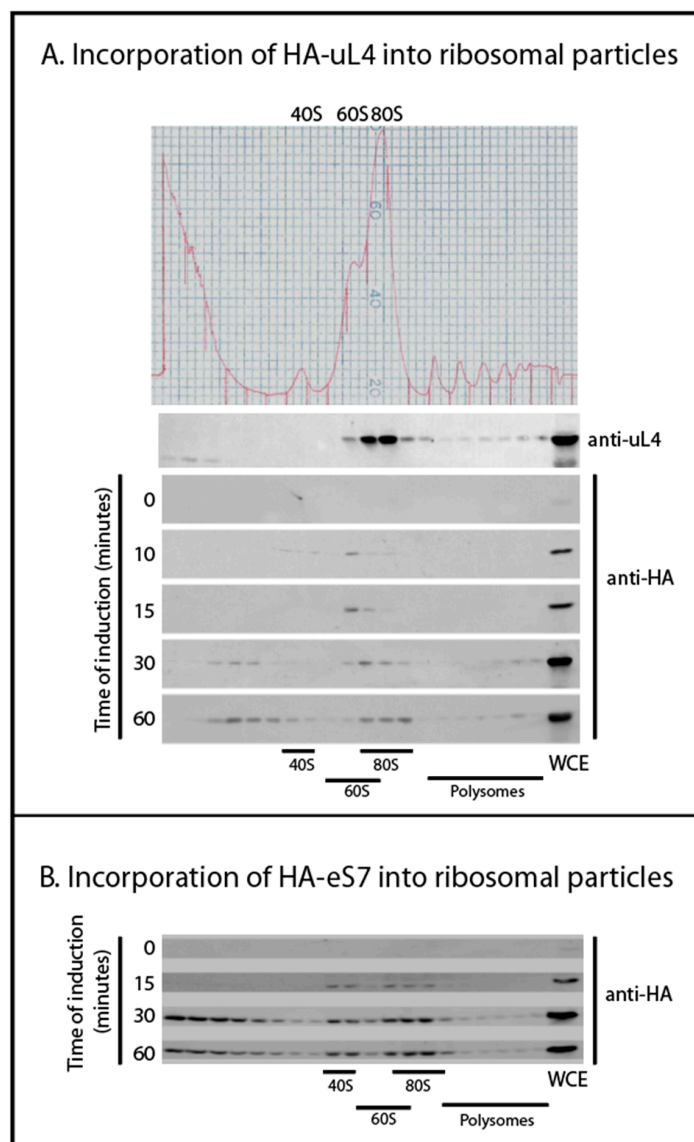 A. Incorporation of HA-uL4 into ribosomal particles
40S 60S 80S
60
40
20
anti-uL4
Time of induction (minutes)
0
10
15
30
60
anti-HA
40S 80S WCE
60S Polysomes
B. Incorporation of HA-eS7 into ribosomal particles
Time of induction
(minutes)
0
15
30
60
anti-HA
40S 80S WCE
60S Polysomes